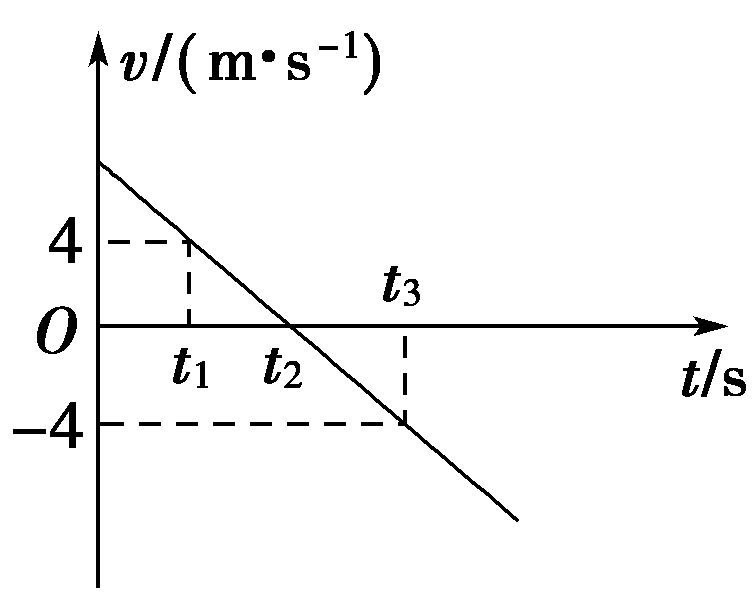 v/(m·s⁻¹)
4
t₃
O
t₁ t₂
t/s
−4